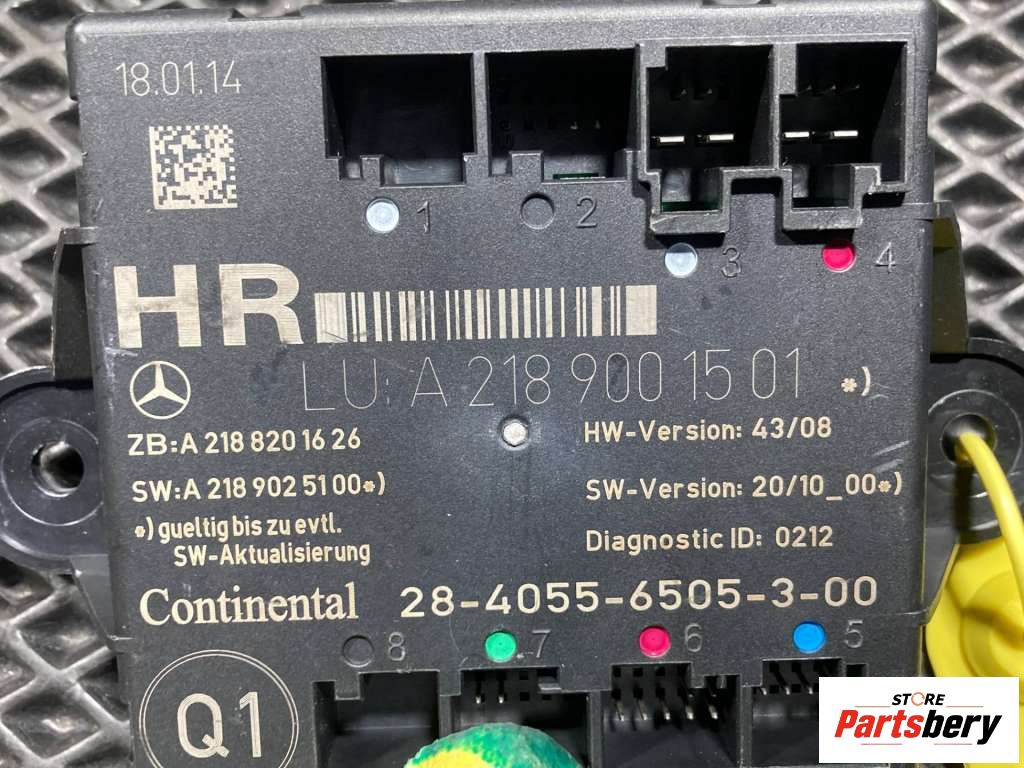 18.01.14
1
2
3
4
HR
LU: A 218 900 15 01 *)
ZB: A 218 820 16 26
HW-Version: 43/08
SW: A 218 902 51 00*)
SW-Version: 20/10_00*)
*) gueltig bis zu evtl.
SW-Aktualisierung
Diagnostic ID: 0212
Continental 28-4055-6505-3-00
8
7
6
5
Q1
STORE
Partsbery